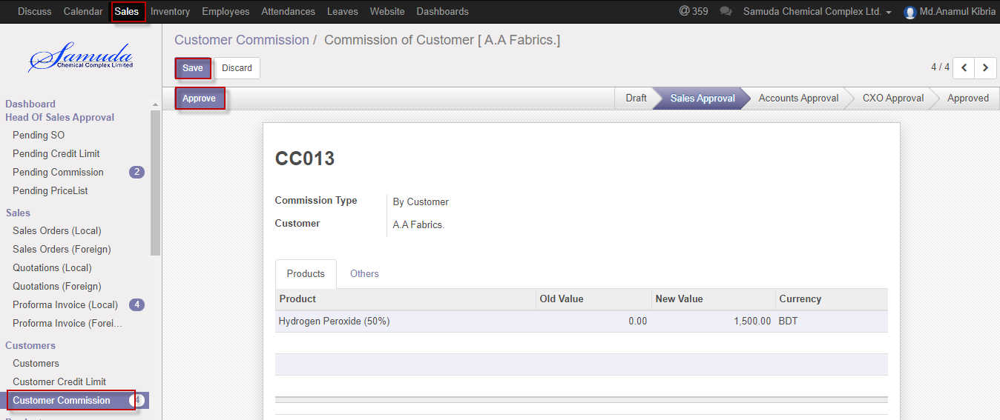 Discuss Calendar Sales Inventory Employees Attendances Leaves Website Dashboards @ 359 Samuda Chemical Complex Ltd. Md.Anamul Kibria
Samuda
Chemical Complex Limited
Dashboard
Head Of Sales Approval
Pending SO
Pending Credit Limit
Pending Commission 2
Pending PriceList
Sales
Sales Orders (Local)
Sales Orders (Foreign)
Quotations (Local)
Quotations (Foreign)
Proforma Invoice (Local) 4
Proforma Invoice (Forei...
Customers
Customers
Customer Credit Limit
Customer Commission 4
Customer Commission / Commission of Customer [ A.A Fabrics.]
Save Discard 4 / 4
Approve Draft Sales Approval Accounts Approval CXO Approval Approved
CC013
Commission Type By Customer
Customer A.A Fabrics.
Products Others
Product Old Value New Value Currency
Hydrogen Peroxide (50%) 0.00 1,500.00 BDT